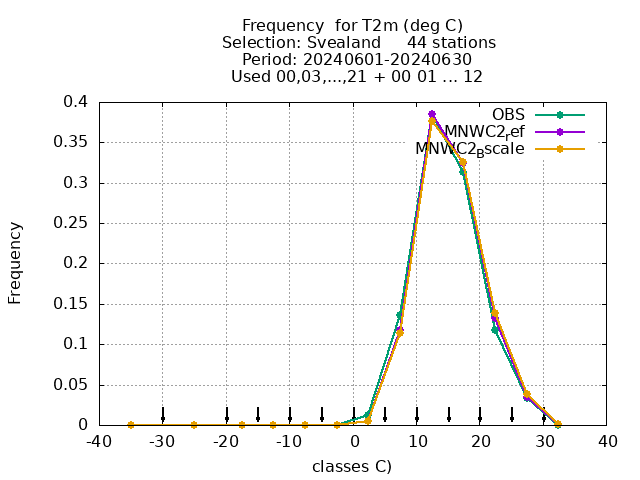 Frequency  for T2m (deg C)
Selection: Svealand     44 stations
Period: 20240601-20240630
Used 00,03,...,21 + 00 01 ... 12
OBS
MNWC2ref
MNWC2Bscale
0.4
0.35
0.3
0.25
0.2
0.15
0.1
0.05
0
Frequency
-40 -30 -20 -10 0 10 20 30 40
classes C)